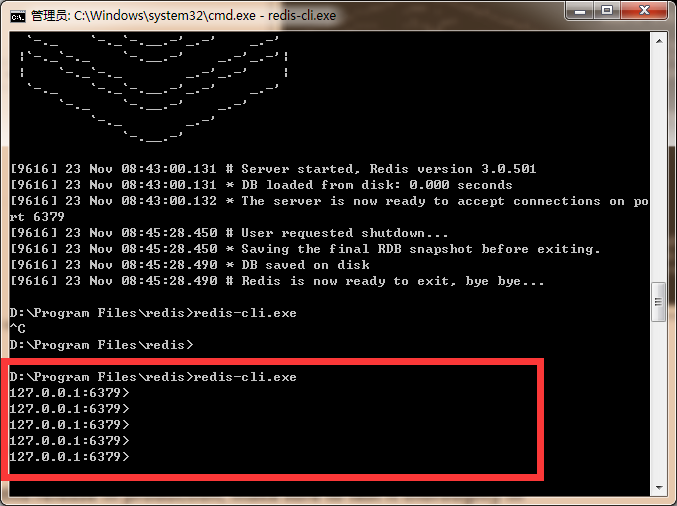 管理员: C:\Windows\system32\cmd.exe - redis-cli.exe
[9616] 23 Nov 08:43:00.131 # Server started, Redis version 3.0.501
[9616] 23 Nov 08:43:00.131 * DB loaded from disk: 0.000 seconds
[9616] 23 Nov 08:43:00.132 * The server is now ready to accept connections on po
rt 6379
[9616] 23 Nov 08:45:28.450 # User requested shutdown...
[9616] 23 Nov 08:45:28.450 * Saving the final RDB snapshot before exiting.
[9616] 23 Nov 08:45:28.490 * DB saved on disk
[9616] 23 Nov 08:45:28.490 # Redis is now ready to exit, bye bye...
D:\Program Files\redis>redis-cli.exe
^C
D:\Program Files\redis>
D:\Program Files\redis>redis-cli.exe
127.0.0.1:6379>
127.0.0.1:6379>
127.0.0.1:6379>
127.0.0.1:6379>
127.0.0.1:6379>